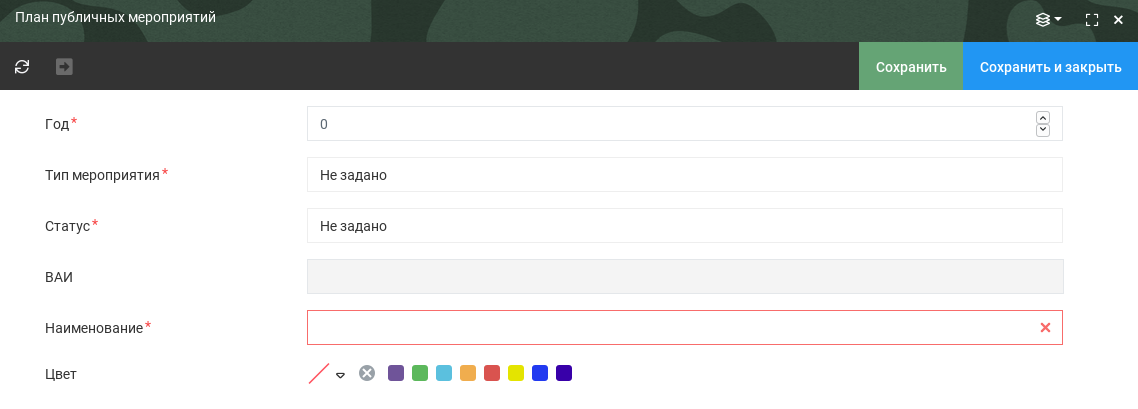 План публичных мероприятий
Сохранить
Сохранить и закрыть
Год*
0
Тип мероприятия*
Не задано
Статус*
Не задано
ВАИ
Наименование*
Цвет